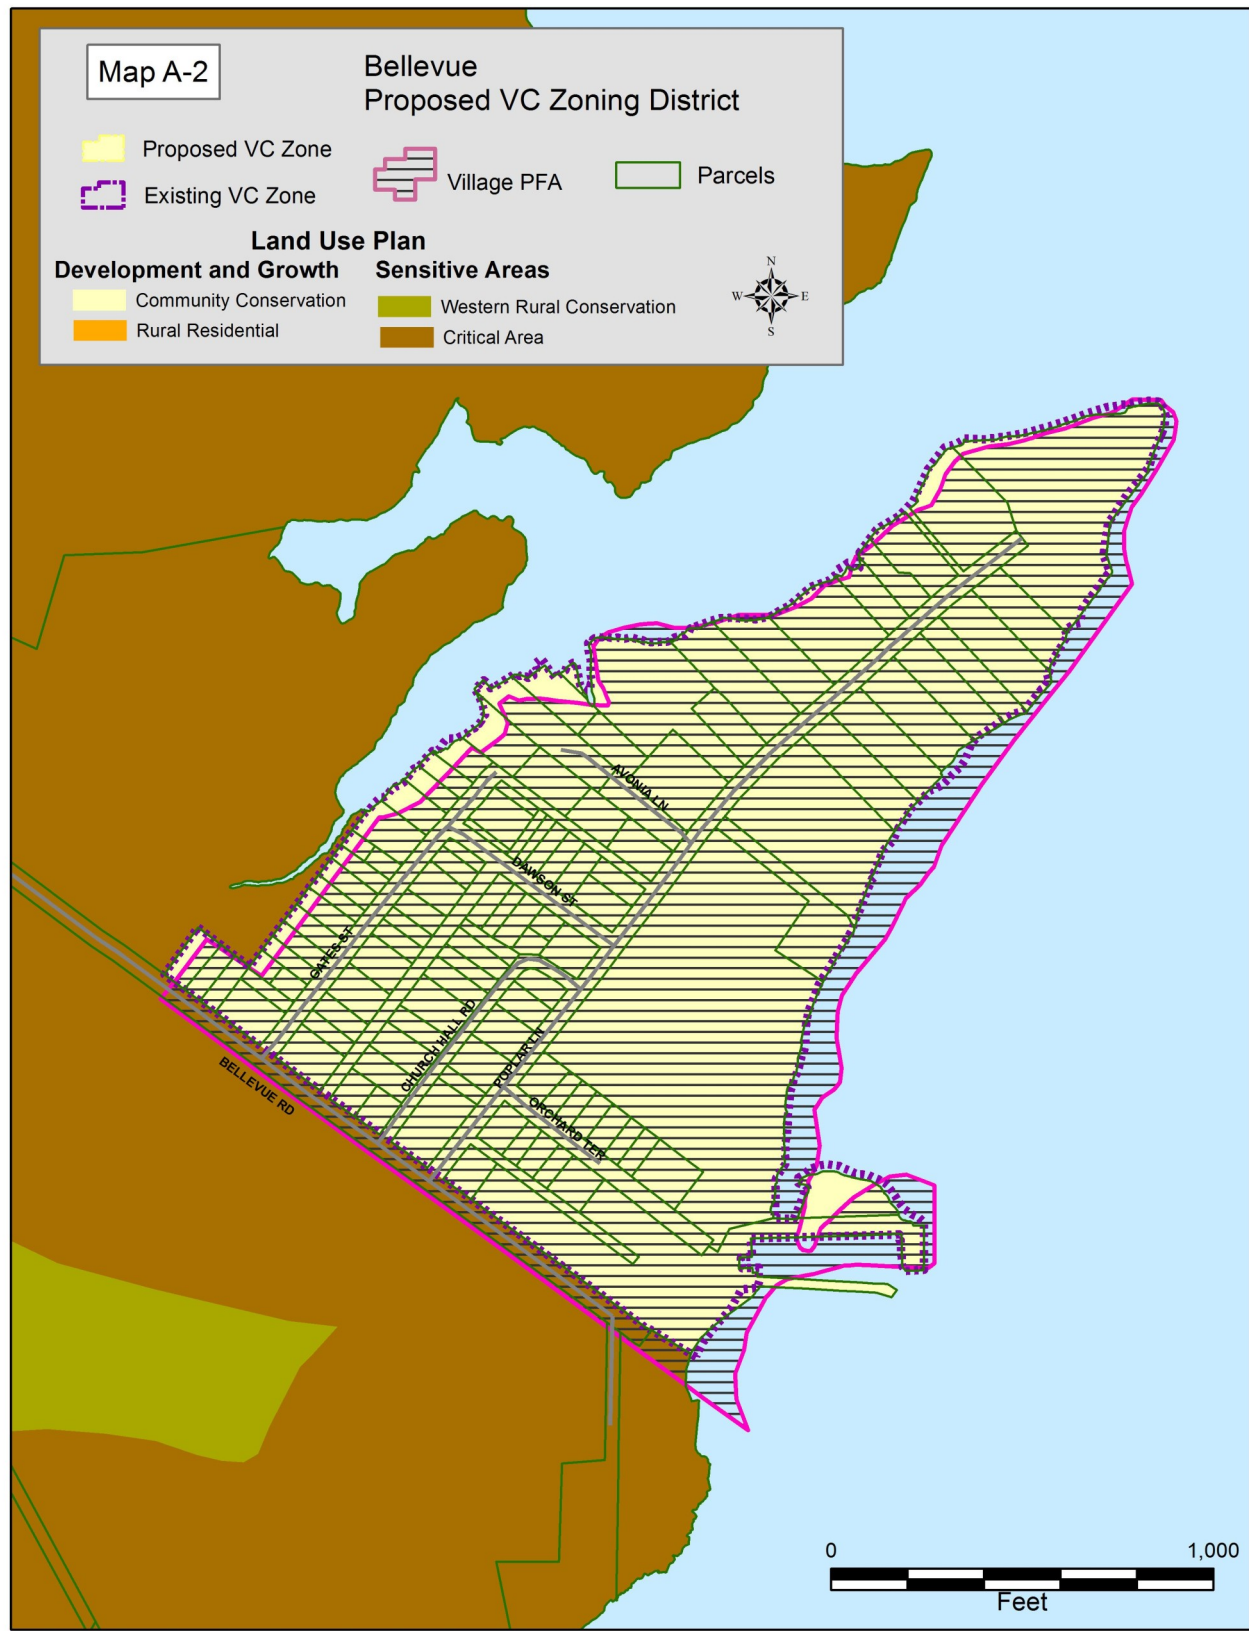 Map A-2
Bellevue
Proposed VC Zoning District
Proposed VC Zone
Existing VC Zone
Village PFA
Parcels
Land Use Plan
Development and Growth
Sensitive Areas
Community Conservation
Rural Residential
Western Rural Conservation
Critical Area
N
W
E
S
AVONIA LN
DAWSON ST
GATES ST
CHURCH HALL RD
POPLAR LN
BELLEVUE RD
ORCHARD TER
0
1,000
Feet